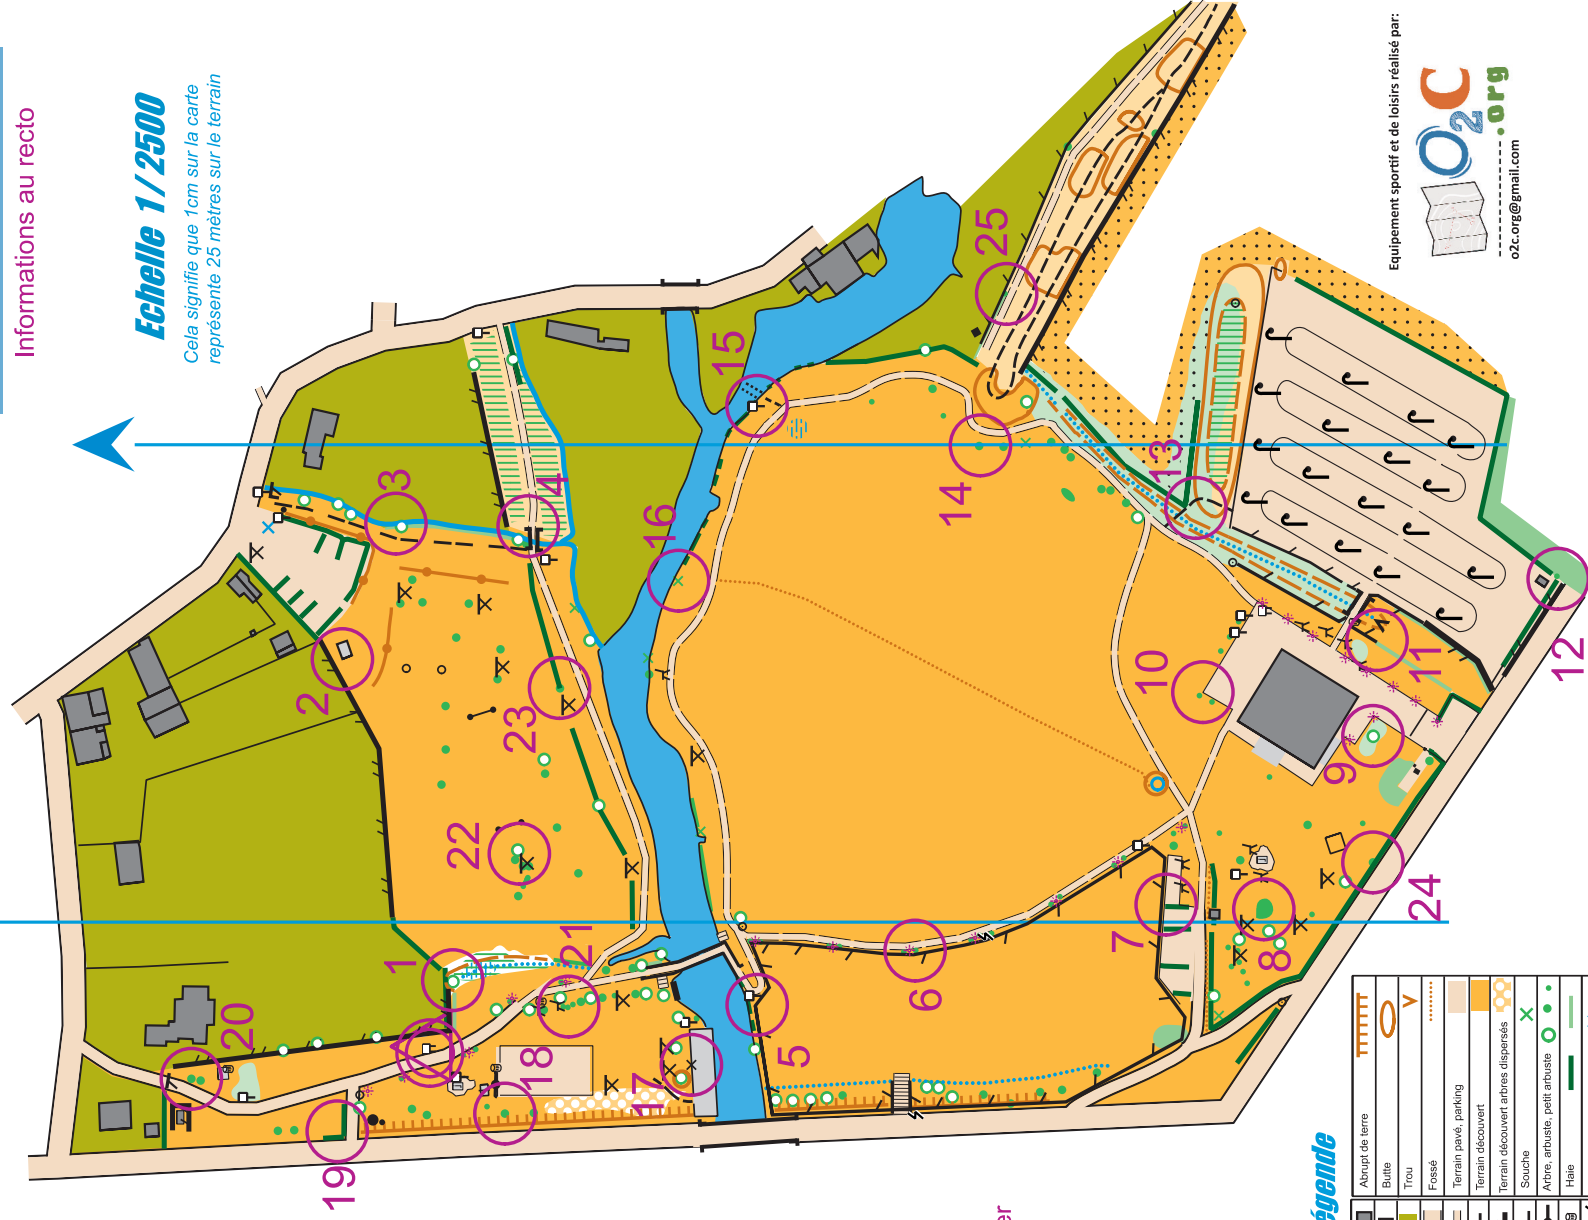 Informations au recto
Echelle 1/2500
Cela signifie que 1cm sur la carte
représente 25 mètres sur le terrain
Equipement sportif et de loisirs réalisé par:
O2C
.org
o2c.org@gmail.com
1
2
3
4
5
6
7
8
9
10
11
12
13
14
15
16
17
18
19
20
21
22
23
24
25
er
égende
Abrupt de terre
Butte
Trou
Fossé
Terrain pavé, parking
Terrain découvert
Terrain découvert arbres dispersés
Souche
Arbre, arbuste, petit arbuste
Haie